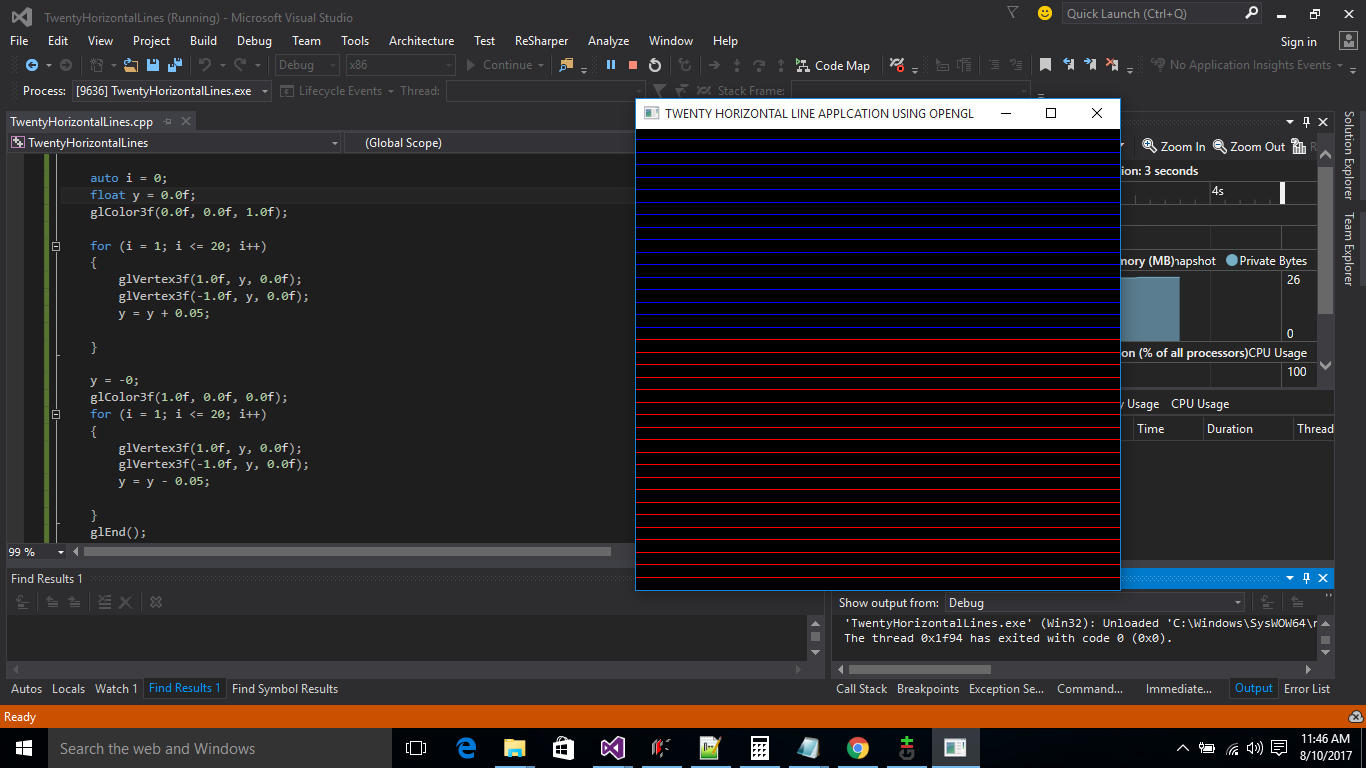 TwentyHorizontalLines (Running) - Microsoft Visual Studio
Quick Launch (Ctrl+Q)
File Edit View Project Build Debug Team Tools Architecture Test ReSharper Analyze Window Help
Sign in
Debug x86 Continue Code Map No Application Insights Events
Process: [9636] TwentyHorizontalLines.exe Lifecycle Events Thread: Stack Frame:
TwentyHorizontalLines.cpp
TwentyHorizontalLines (Global Scope)
auto i = 0;
float y = 0.0f;
glColor3f(0.0f, 0.0f, 1.0f);
for (i = 1; i <= 20; i++)
{
glVertex3f(1.0f, y, 0.0f);
glVertex3f(-1.0f, y, 0.0f);
y = y + 0.05;
}
y = -0;
glColor3f(1.0f, 0.0f, 0.0f);
for (i = 1; i <= 20; i++)
{
glVertex3f(1.0f, y, 0.0f);
glVertex3f(-1.0f, y, 0.0f);
y = y - 0.05;
}
glEnd();
99 %
TWENTY HORIZONTAL LINE APPLCATION USING OPENGL
Zoom In Zoom Out R
ion: 3 seconds
4s
mory (MB) napshot Private Bytes
26
0
on (% of all processors) CPU Usage
100
y Usage CPU Usage
Time Duration Thread
Solution Explorer
Team Explorer
Find Results 1
Show output from: Debug
'TwentyHorizontalLines.exe' (Win32): Unloaded 'C:\Windows\SysWOW64\
The thread 0x1f94 has exited with code 0 (0x0).
Autos Locals Watch 1 Find Results 1 Find Symbol Results
Call Stack Breakpoints Exception Se... Command... Immediate... Output Error List
Ready
Search the web and Windows
11:46 AM
8/10/2017